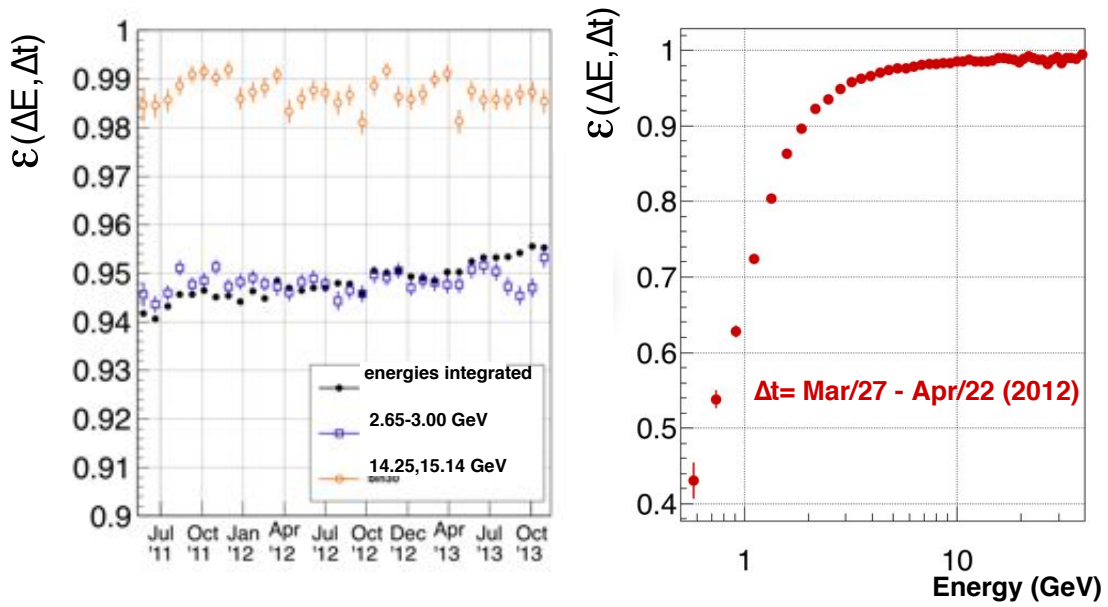 ε(ΔE,Δt)
1
0.99
0.98
0.97
0.96
0.95
0.94
0.93
0.92
0.91
0.9
energies integrated
2.65-3.00 GeV
14.25,15.14 GeV
Jul Oct Jan Apr Jul Oct Dec Apr Jul Oct
'11 '11 '12 '12 '12 '12 '12 '13 '13 '13
ε(ΔE,Δt)
1
0.9
0.8
0.7
0.6
0.5
0.4
Δt= Mar/27 - Apr/22 (2012)
1 10
Energy (GeV)